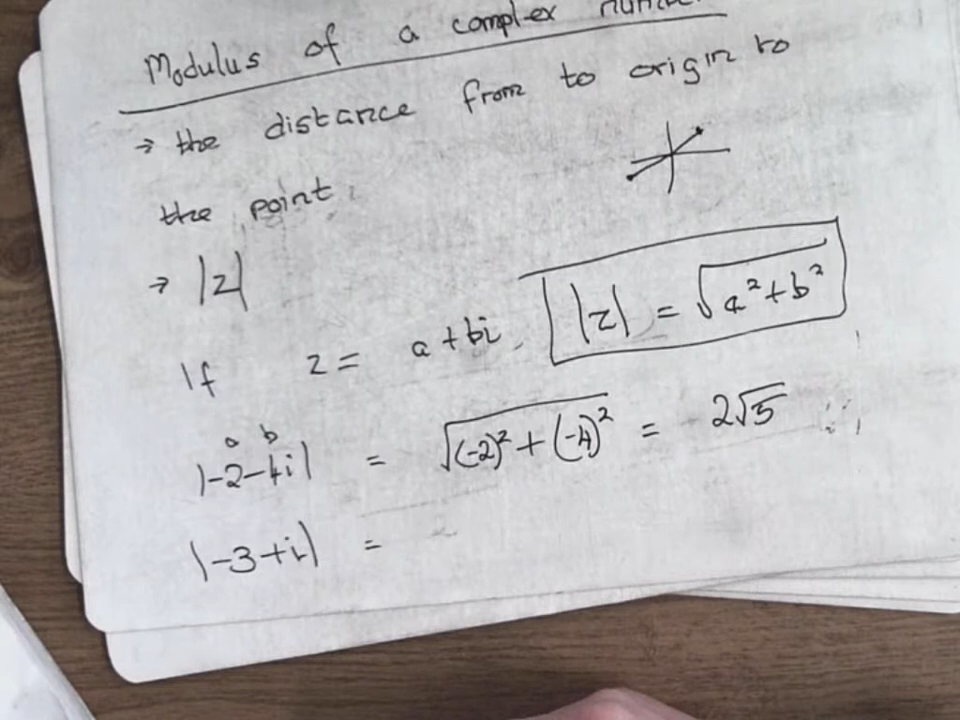 Modulus of a complex number
→ the distance from to origin to
the point.
→ |z|
If z = a + bi, |z| = √(a² + b²)
a b
|-2-4i| = √((-2)² + (-4)²) = 2√5
|-3+i| =